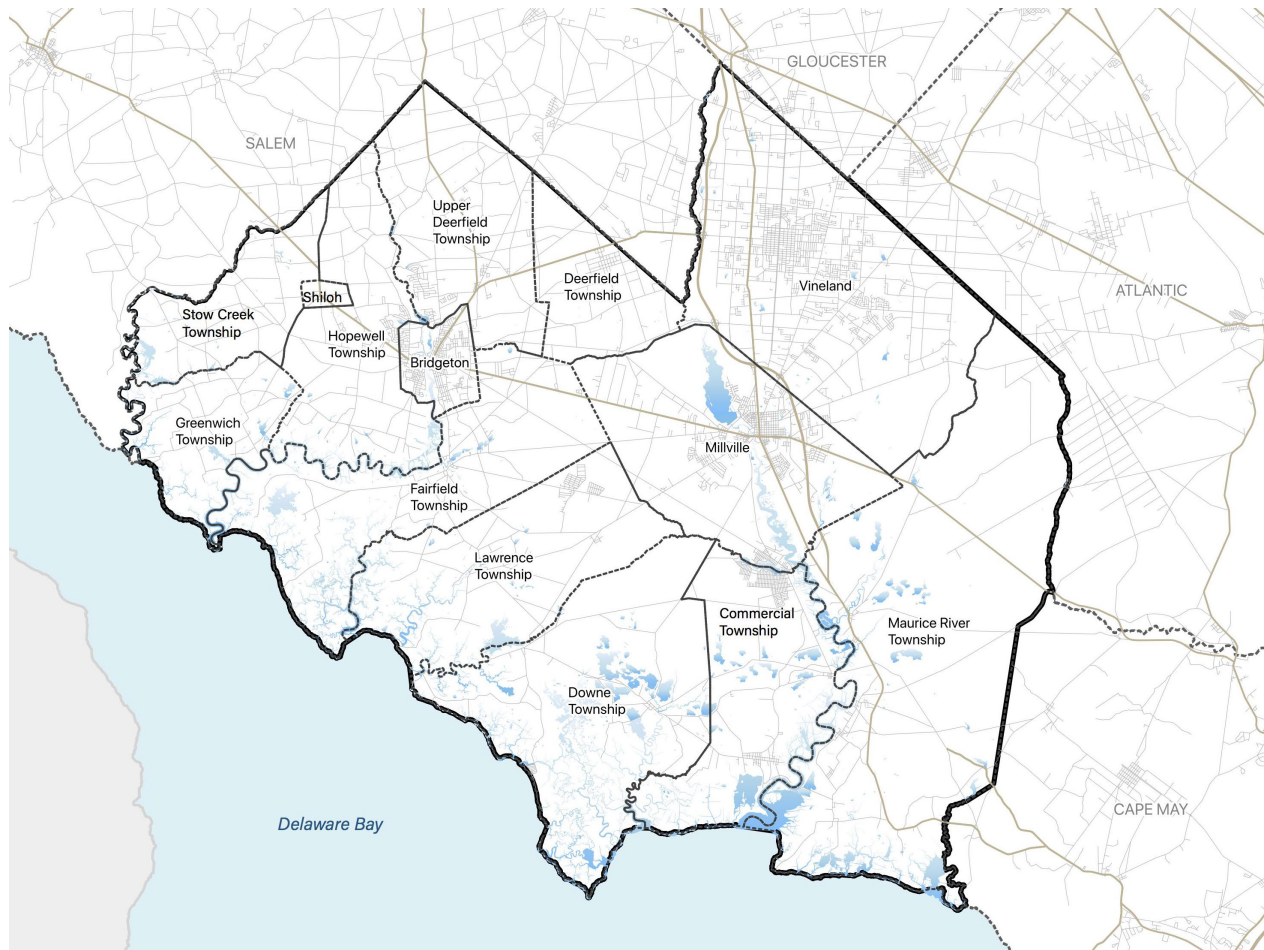 GLOUCESTER
SALEM
Upper
Deerfield
Township
Deerfield
Township
Vineland
ATLANTIC
Shiloh
Stow Creek
Township
Hopewell
Township
Bridgeton
Greenwich
Township
Millville
Fairfield
Township
Lawrence
Township
Commercial
Township
Maurice River
Township
Downe
Township
CAPE MAY
Delaware Bay